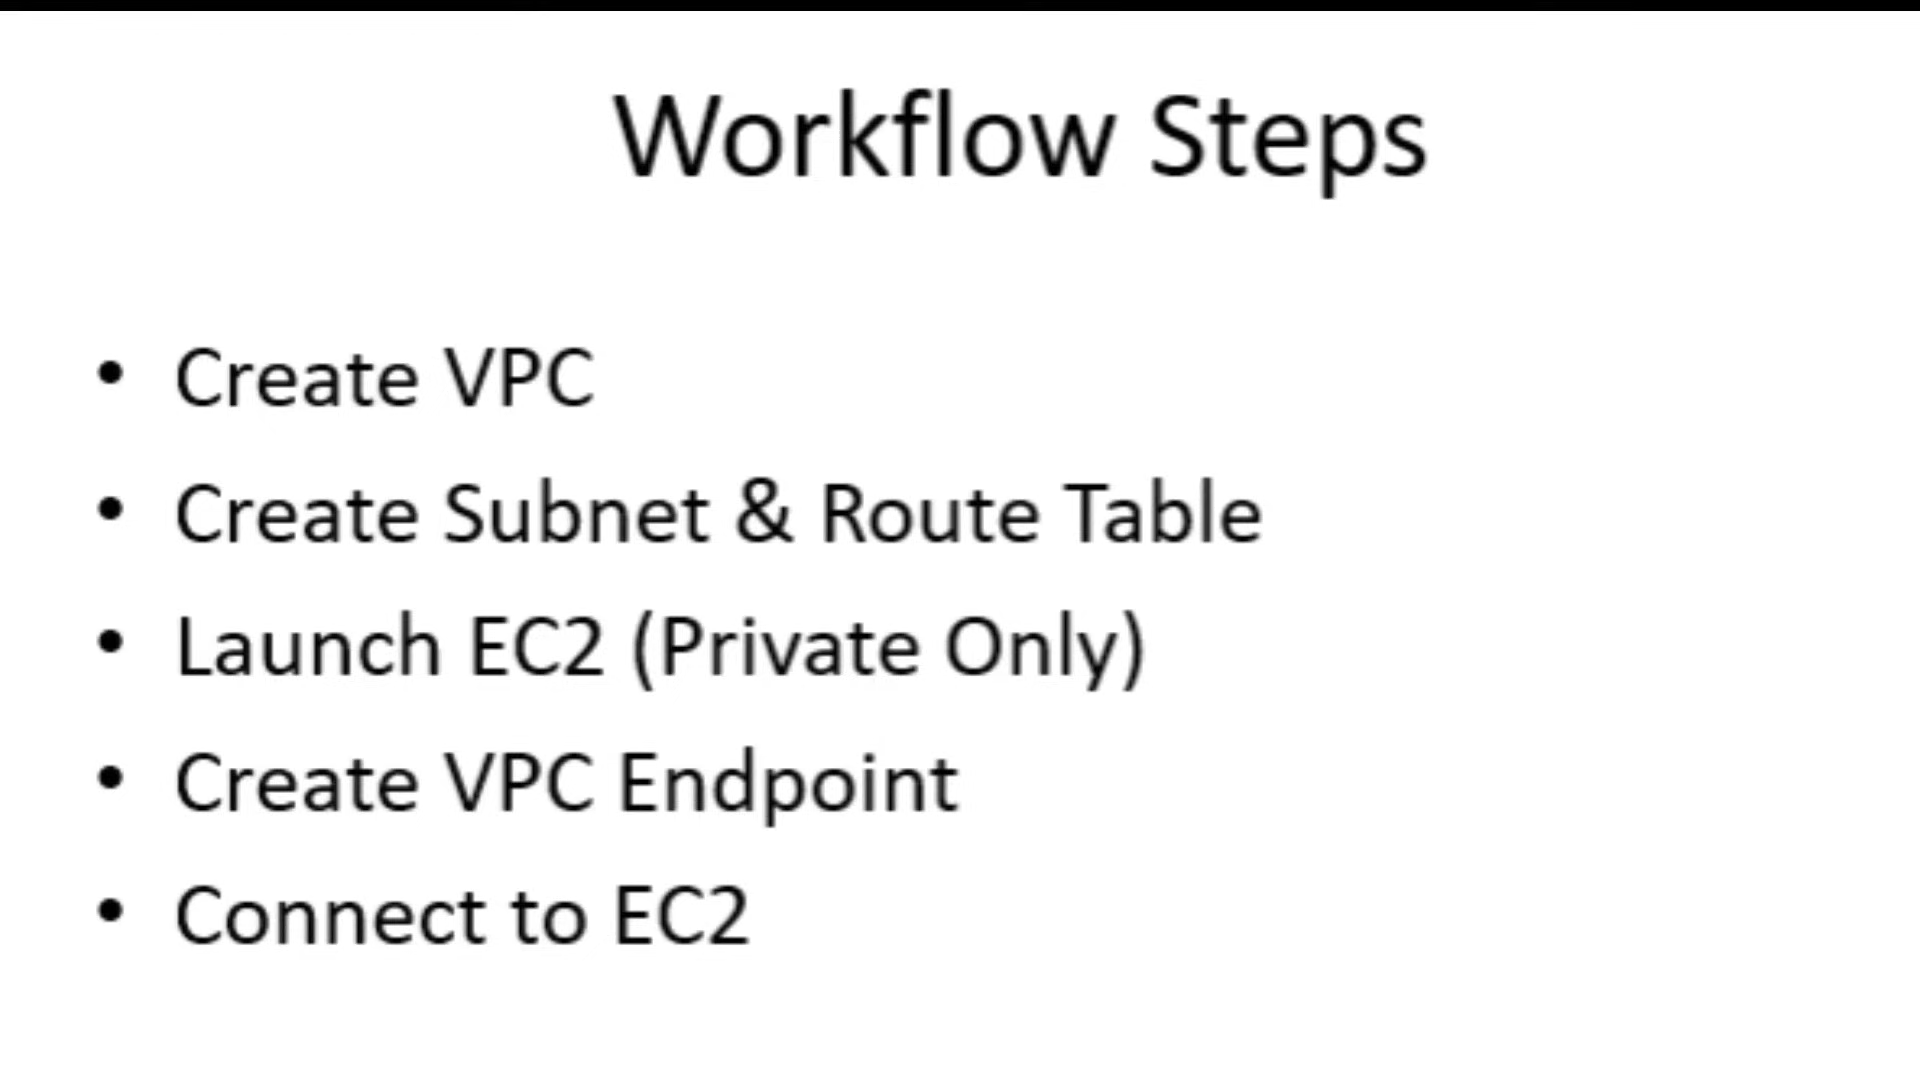 Workflow Steps
• Create VPC
• Create Subnet & Route Table
• Launch EC2 (Private Only)
• Create VPC Endpoint
• Connect to EC2